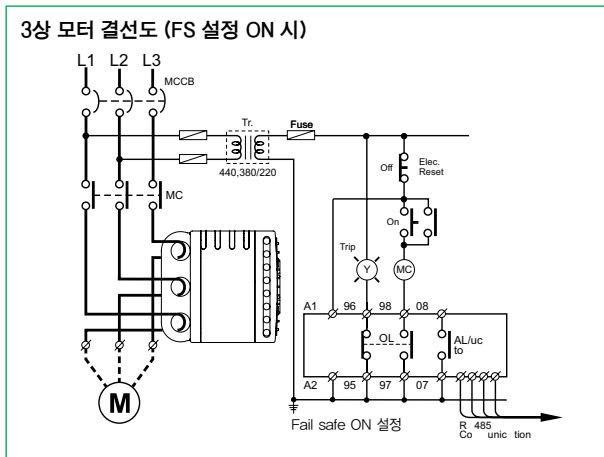 3상 모터 결선도 (FS 설정 ON 시)
L1 L2 L3
MCCB
Tr.
Fuse
440,380/220
Off
Elec.
Reset
MC
On
Trip
Y
MC
A1 96 98 08
OL
AL/uc
to
A2 95 97 07
M
Fail safe ON 설정
R 485
Co unic tion